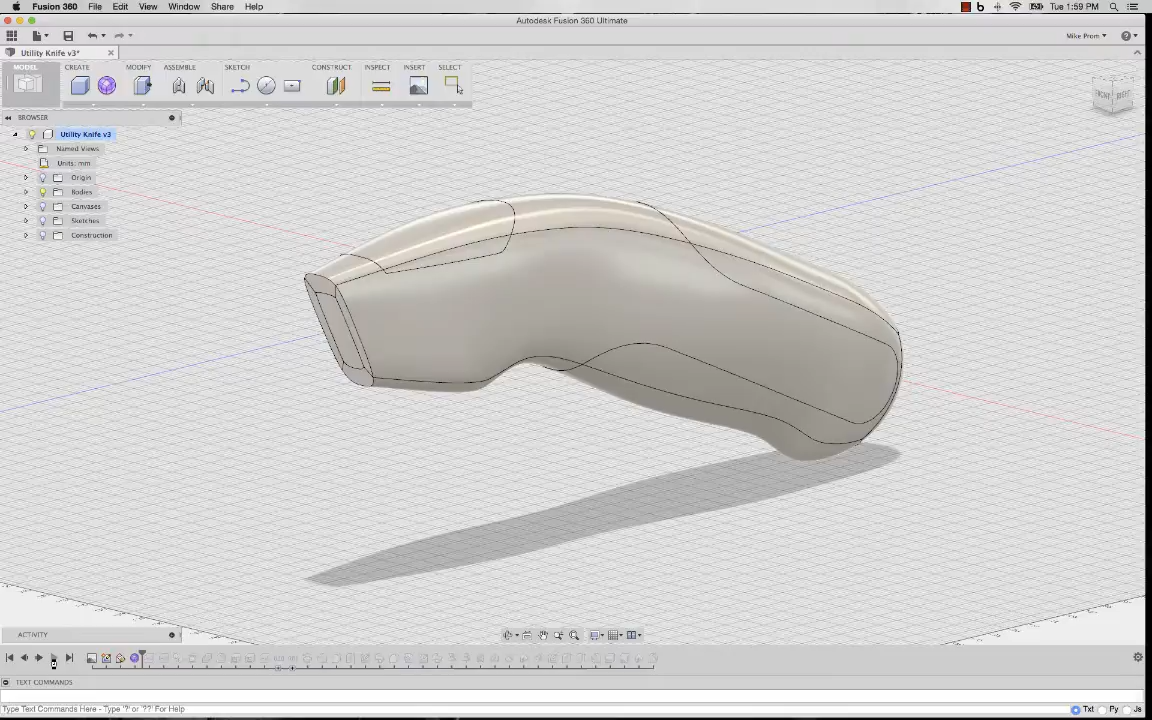 Fusion 360 File Edit View Window Share Help Tue 1:59 PM
Autodesk Fusion 360 Ultimate
Mike Prom
Utility Knife v3*
MODEL CREATE MODIFY ASSEMBLE SKETCH CONSTRUCT INSPECT INSERT SELECT
BROWSER
FRONT RIGHT
Utility Knife v3
Named Views
Units: mm
Origin
Bodies
Canvases
Sketches
Construction
ACTIVITY
TEXT COMMANDS
Type Text Commands Here - Type '?' or '??' For Help Txt Py Js